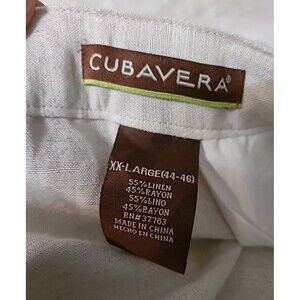 CUBAVERA®
XX-LARGE(44-46)
55%LINEN
45%RAYON
55%LINO
45%RAYON
RN#37763
MADE IN CHINA
HECHO EN CHINA